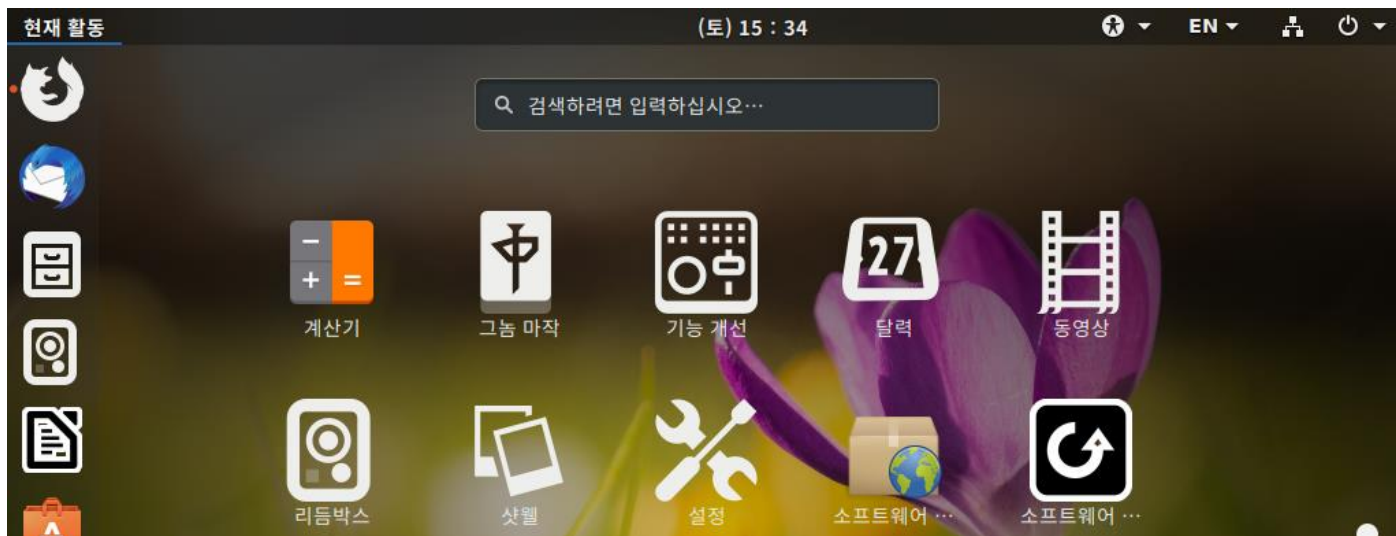 현재 활동
(토) 15 : 34
EN
검색하려면 입력하십시오…
계산기
그놈 마작
기능 개선
27
달력
동영상
리듬박스
샷웰
설정
소프트웨어 …
소프트웨어 …